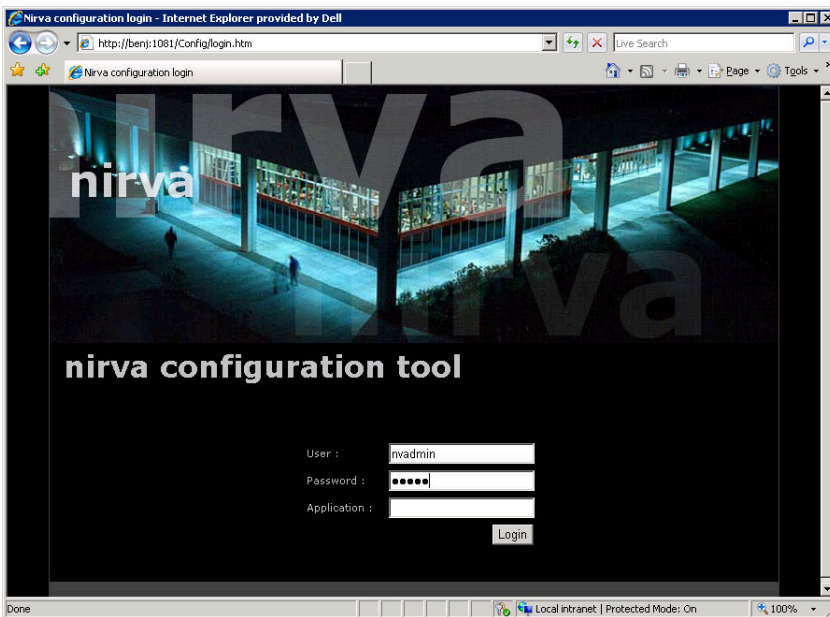 Nirva configuration login - Internet Explorer provided by Dell
http://benj:1081/Config/login.htm
Live Search
Nirva configuration login
Page
Tools
nirva
nirva
nirva
nirva configuration tool
User :
nvadmin
Password :
●●●●●
Application :
Login
Done
Local intranet | Protected Mode: On
100%